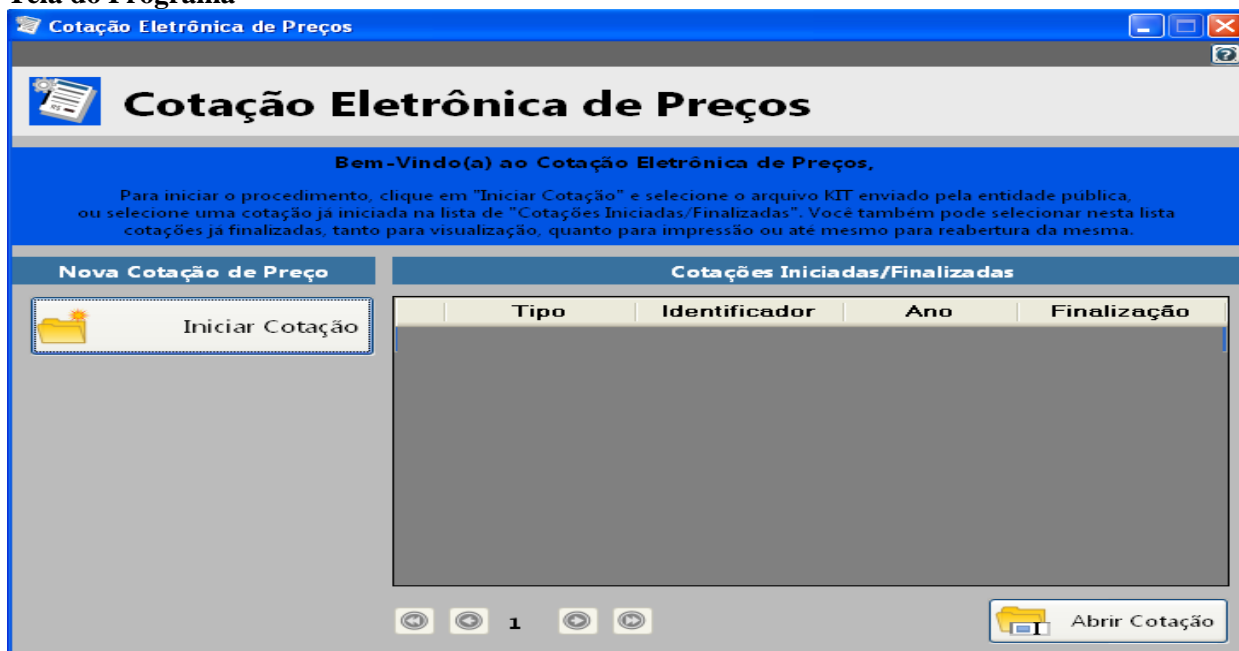 Tela do Programa
Cotação Eletrônica de Preços
Cotação Eletrônica de Preços
Bem-Vindo(a) ao Cotação Eletrônica de Preços,
Para iniciar o procedimento, clique em "Iniciar Cotação" e selecione o arquivo KIT enviado pela entidade pública,
ou selecione uma cotação já iniciada na lista de "Cotações Iniciadas/Finalizadas". Você também pode selecionar nesta lista
cotações já finalizadas, tanto para visualização, quanto para impressão ou até mesmo para reabertura da mesma.
Nova Cotação de Preço
Cotações Iniciadas/Finalizadas
Iniciar Cotação
Tipo Identificador Ano Finalização
1
Abrir Cotação